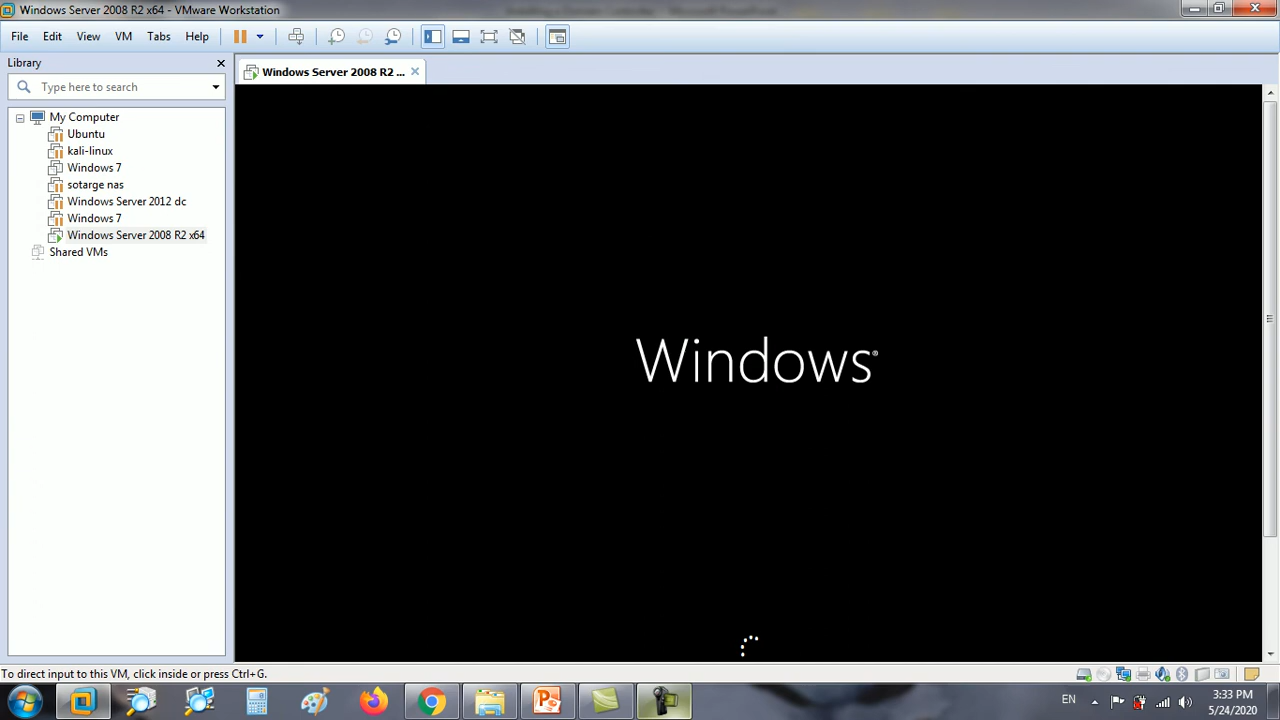 Windows Server 2008 R2 x64 - VMware Workstation
File Edit View VM Tabs Help
Library
Type here to search
My Computer
Ubuntu
kali-linux
Windows 7
sotarge nas
Windows Server 2012 dc
Windows 7
Windows Server 2008 R2 x64
Shared VMs
Windows Server 2008 R2 ...
Windows®
To direct input to this VM, click inside or press Ctrl+G.
EN
3:33 PM
5/24/2020